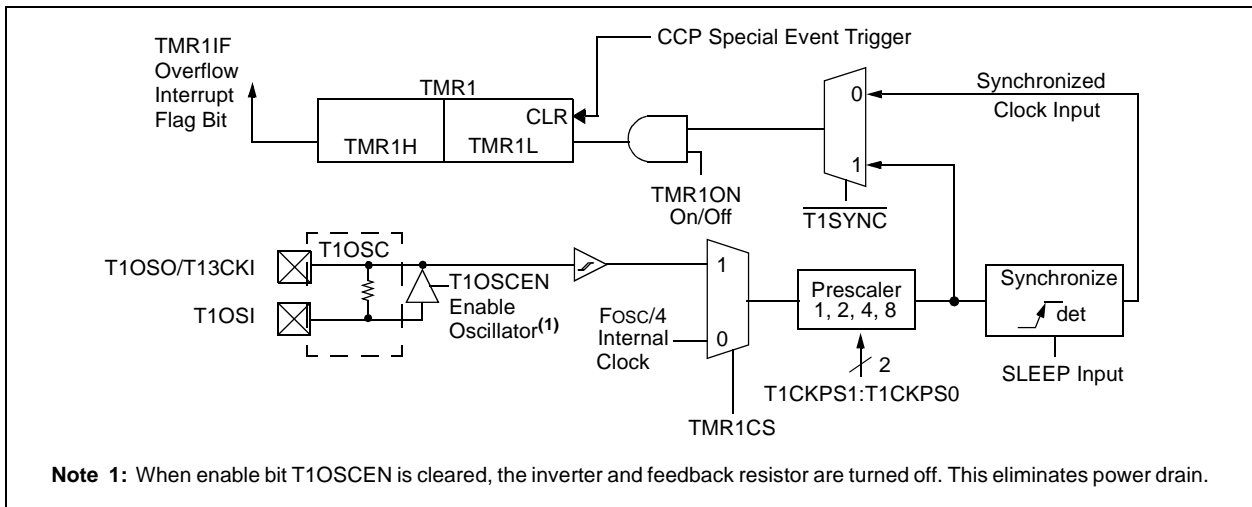 TMR1IF
Overflow
Interrupt
Flag Bit
TMR1
CCP Special Event Trigger
CLR
TMR1H
TMR1L
TMR1ON
On/Off
0
1
T1SYNC
Synchronized
Clock Input
T1OSC
T1OSO/T13CKI
T1OSI
T1OSCEN
Enable
Oscillator(1)
FOSC/4
Internal
Clock
1
0
TMR1CS
Prescaler
1, 2, 4, 8
2
T1CKPS1:T1CKPS0
Synchronize
det
SLEEP Input
Note 1: When enable bit T1OSCEN is cleared, the inverter and feedback resistor are turned off. This eliminates power drain.